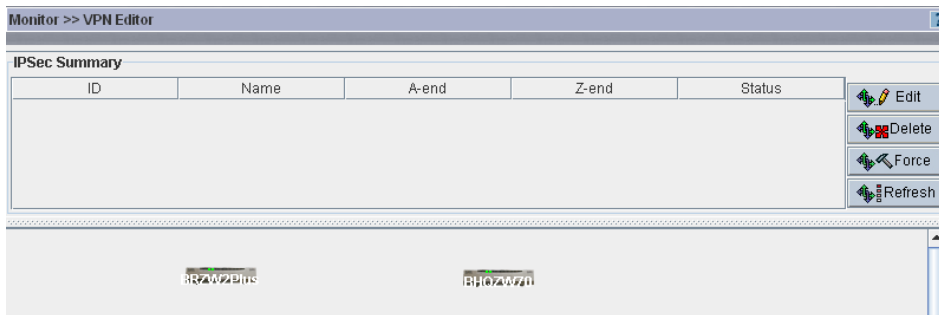 Monitor >> VPN Editor
IPSec Summary
ID Name A-end Z-end Status
Edit
Delete
Force
Refresh
BRZW2Plus BHQZW70